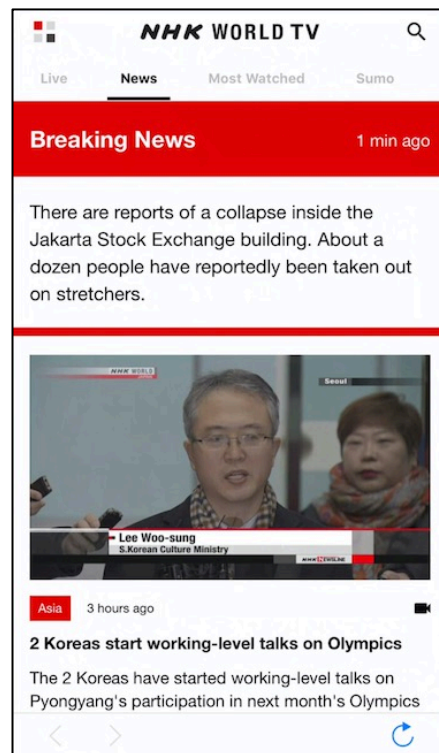 NHK WORLD TV
Live News Most Watched Sumo
Breaking News 1 min ago
There are reports of a collapse inside the
Jakarta Stock Exchange building. About a
dozen people have reportedly been taken out
on stretchers.
NHK WORLD
Seoul
Lee Woo-sung
S.Korean Culture Ministry
NHK NEWSLINE
Asia 3 hours ago
2 Koreas start working-level talks on Olympics
The 2 Koreas have started working-level talks on
Pyongyang's participation in next month's Olympics